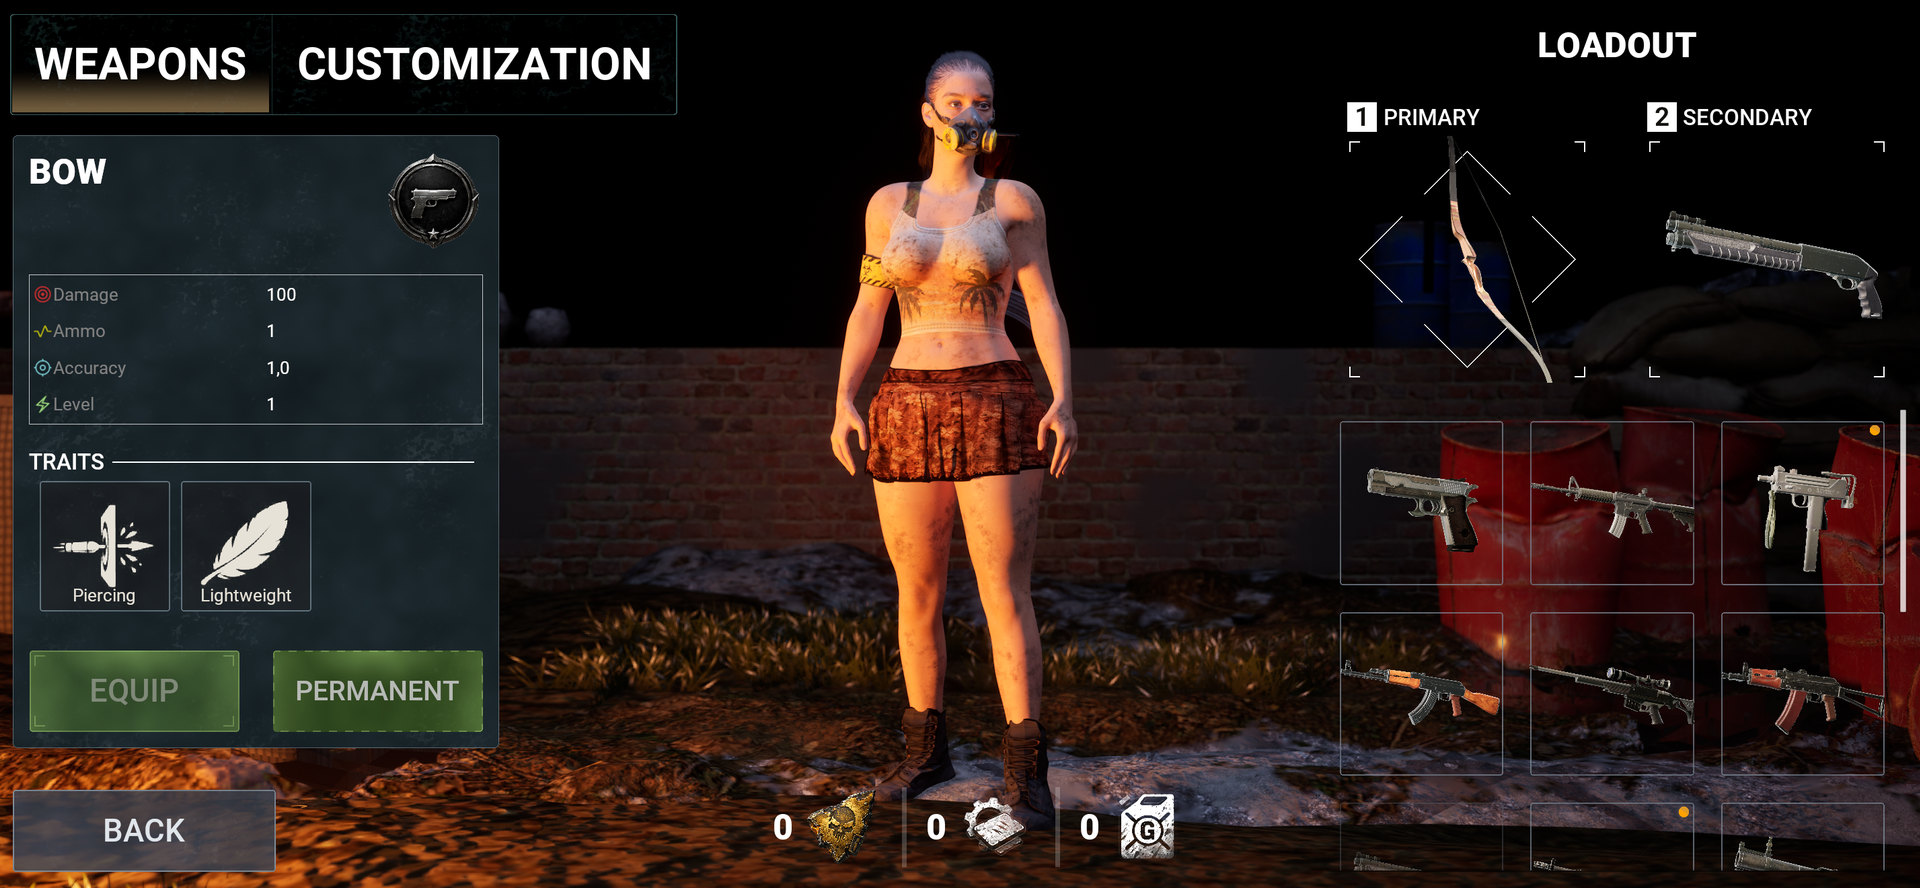 WEAPONS
CUSTOMIZATION
BOW
Damage 100
Ammo 1
Accuracy 1,0
Level 1
TRAITS
Piercing
Lightweight
EQUIP
PERMANENT
BACK
0
0
0
G
LOADOUT
1 PRIMARY
2 SECONDARY